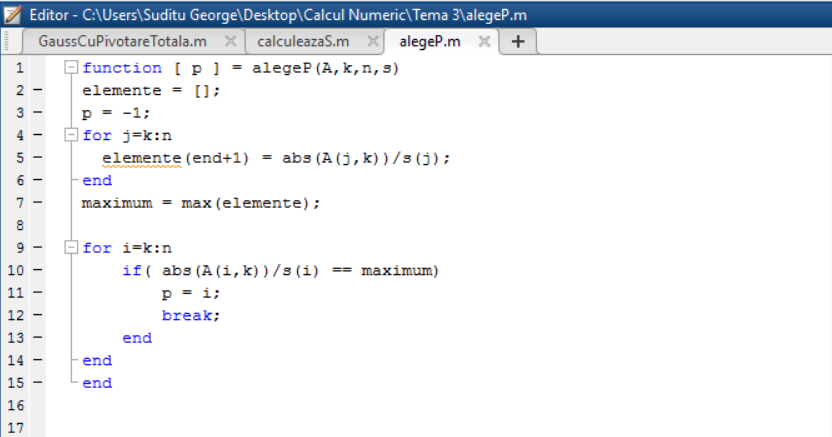 Editor - C:\Users\Suditu George\Desktop\Calcul Numeric\Tema 3\alegeP.m
GaussCuPivotareTotala.m × calculeazaS.m × alegeP.m × +
1 function [ p ] = alegeP(A,k,n,s)
2 – elemente = [];
3 – p = -1;
4 – for j=k:n
5 – elemente(end+1) = abs(A(j,k))/s(j);
6 – end
7 – maximum = max(elemente);
8
9 – for i=k:n
10 – if( abs(A(i,k))/s(i) == maximum)
11 – p = i;
12 – break;
13 – end
14 – end
15 – end
16
17